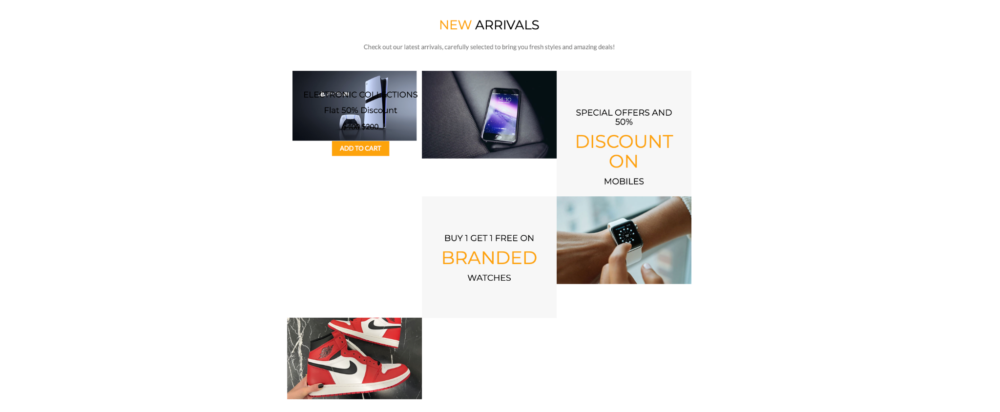 NEW ARRIVALS
Check out our latest arrivals, carefully selected to bring you fresh styles and amazing deals!
ELECTRONIC COLLECTIONS
Flat 50% Discount
$400 $200
ADD TO CART
14:10
SPECIAL OFFERS AND
50%
DISCOUNT
ON
MOBILES
BUY 1 GET 1 FREE ON
BRANDED
WATCHES